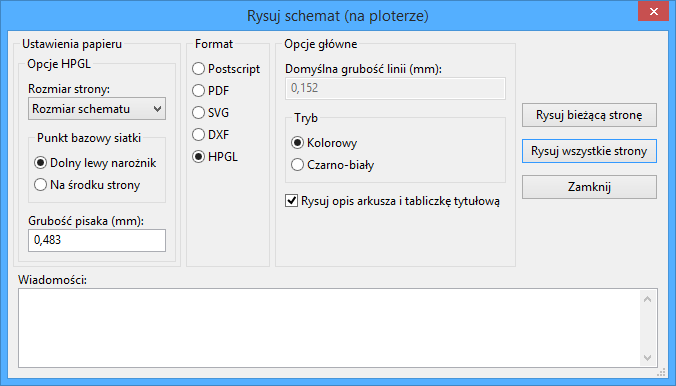 Rysuj schemat (na ploterze)
Ustawienia papieru
Opcje HPGL
Rozmiar strony:
Rozmiar schematu
Punkt bazowy siatki
Dolny lewy narożnik
Na środku strony
Grubość pisaka (mm):
0,483
Format
Postscript
PDF
SVG
DXF
HPGL
Opcje główne
Domyślna grubość linii (mm):
0,152
Tryb
Kolorowy
Czarno-biały
Rysuj opis arkusza i tabliczkę tytułową
Rysuj bieżącą stronę
Rysuj wszystkie strony
Zamknij
Wiadomości: